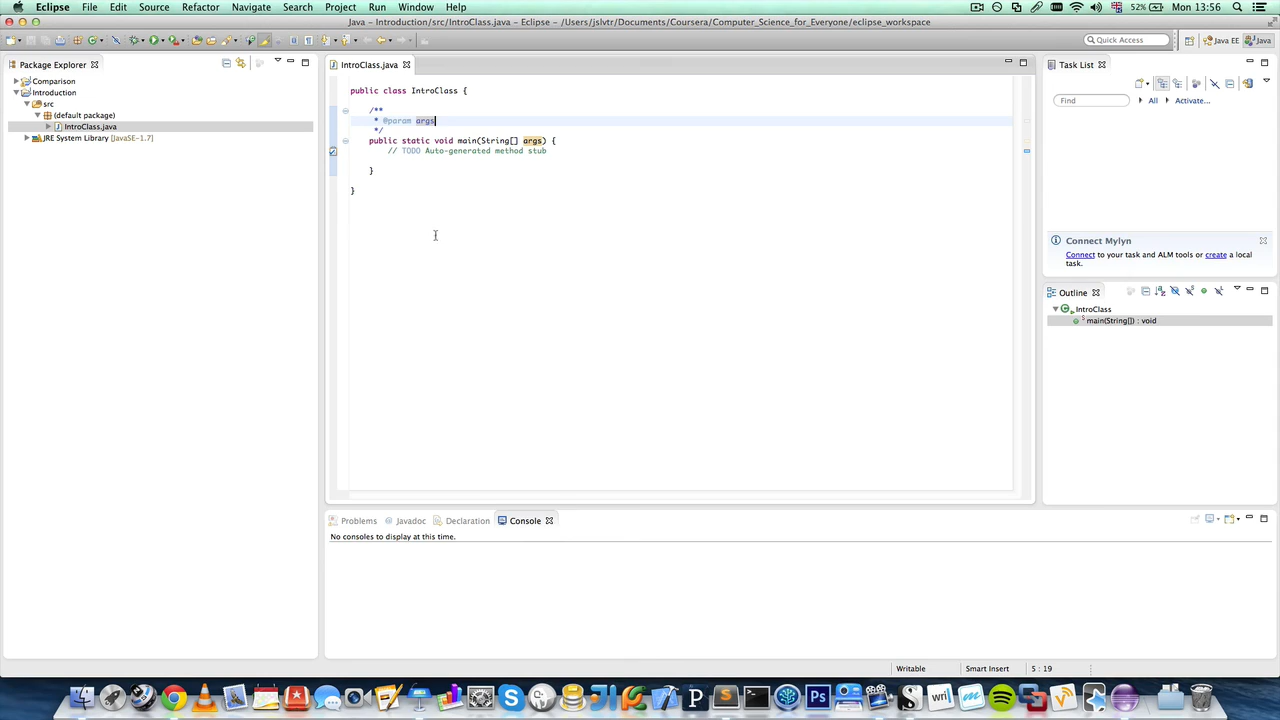 Eclipse File Edit Source Refactor Navigate Search Project Run Window Help 52% Mon 13:56
Java - Introduction/src/IntroClass.java - Eclipse - /Users/jslvtr/Documents/Coursera/Computer_Science_for_Everyone/eclipse_workspace
Quick Access Java EE Java
Package Explorer
Comparison
Introduction
src
(default package)
IntroClass.java
JRE System Library [JavaSE-1.7]
IntroClass.java
public class IntroClass {
/**
* @param args
*/
public static void main(String[] args) {
// TODO Auto-generated method stub
}
}
Task List
Find All Activate...
Connect Mylyn
Connect to your task and ALM tools or create a local
task.
Outline
IntroClass
main(String[]) : void
Problems Javadoc Declaration Console
No consoles to display at this time.
Writable Smart Insert 5 : 19